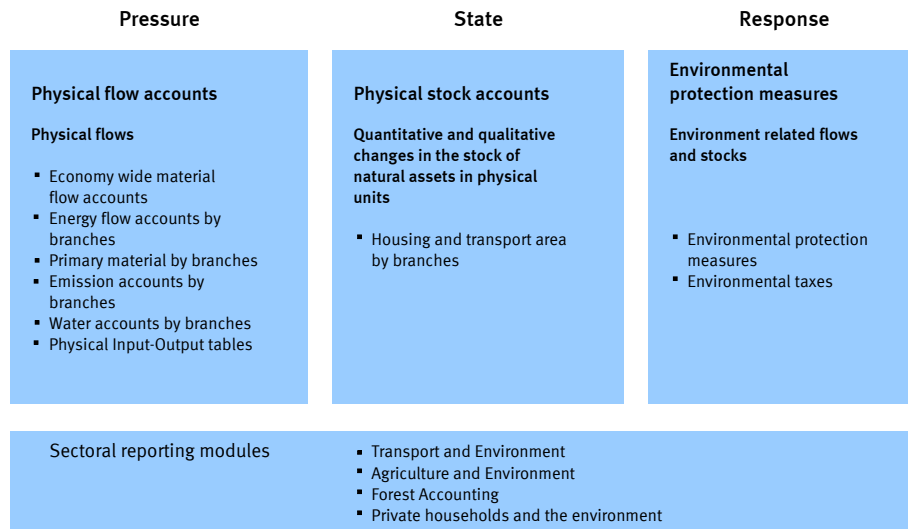 Pressure
State
Response
Physical flow accounts
Physical flows
▪ Economy wide material
flow accounts
▪ Energy flow accounts by
branches
▪ Primary material by branches
▪ Emission accounts by
branches
▪ Water accounts by branches
▪ Physical Input-Output tables
Physical stock accounts
Quantitative and qualitative
changes in the stock of
natural assets in physical
units
▪ Housing and transport area
by branches
Environmental
protection measures
Environment related flows
and stocks
▪ Environmental protection
measures
▪ Environmental taxes
Sectoral reporting modules
▪ Transport and Environment
▪ Agriculture and Environment
▪ Forest Accounting
▪ Private households and the environment